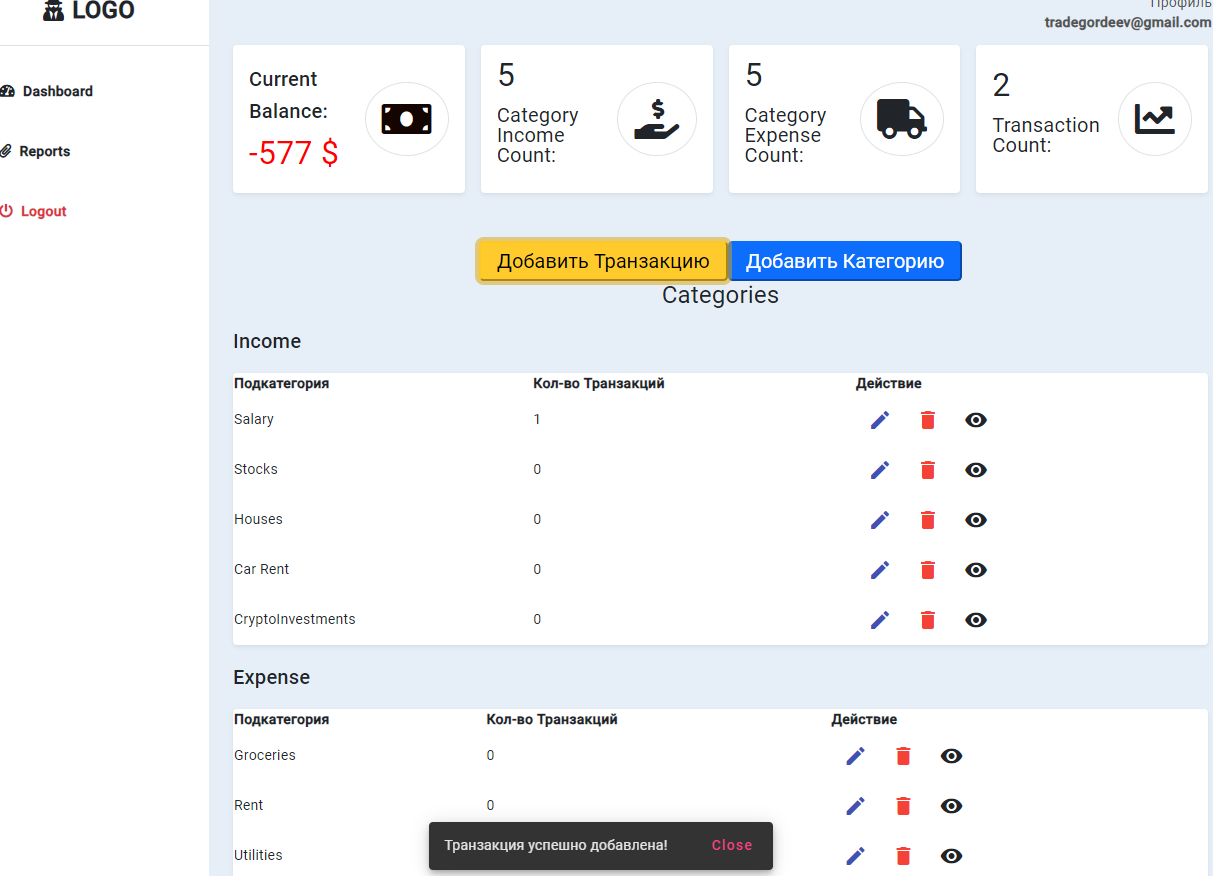 LOGO
Профиль
tradegordeev@gmail.com
Dashboard
Reports
Logout
Current
Balance:
-577 $
5
Category
Income
Count:
5
Category
Expense
Count:
2
Transaction
Count:
Добавить Транзакцию
Добавить Категорию
Categories
Income
Подкатегория Кол-во Транзакций Действие
Salary 1
Stocks 0
Houses 0
Car Rent 0
CryptoInvestments 0
Expense
Подкатегория Кол-во Транзакций Действие
Groceries 0
Rent 0
Utilities
Транзакция успешно добавлена! Close